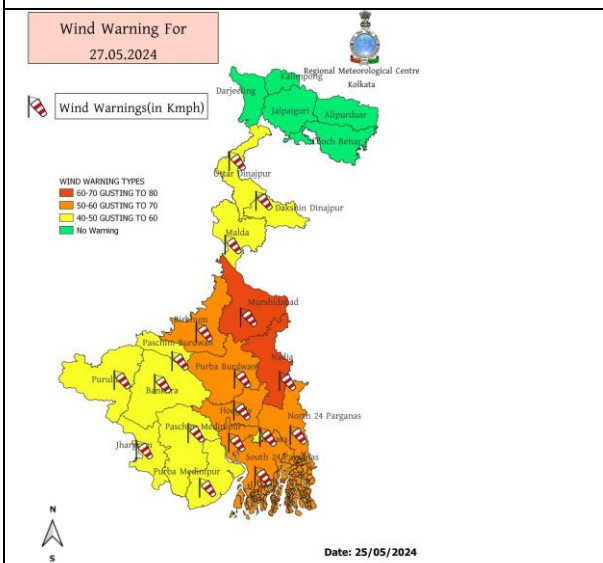 Wind Warning For
27.05.2024
Regional Meteorological Centre
Kolkata
Wind Warnings(in Kmph)
WIND WARNING TYPES
60-70 GUSTING TO 80
50-60 GUSTING TO 70
40-50 GUSTING TO 60
No Warning
Kalimpong
Darjeeling
Jalpaiguri
Alipurduar
Cooch Behar
Uttar Dinajpur
Dakshin Dinajpur
Malda
Murshidabad
Birbhum
Paschim Burdwan
Nadia
Purba Burdwan
Bankura
North 24 Parganas
Paschim Medinipur
South 24 Parganas
Purba Medinipur
N
S
Date: 25/05/2024